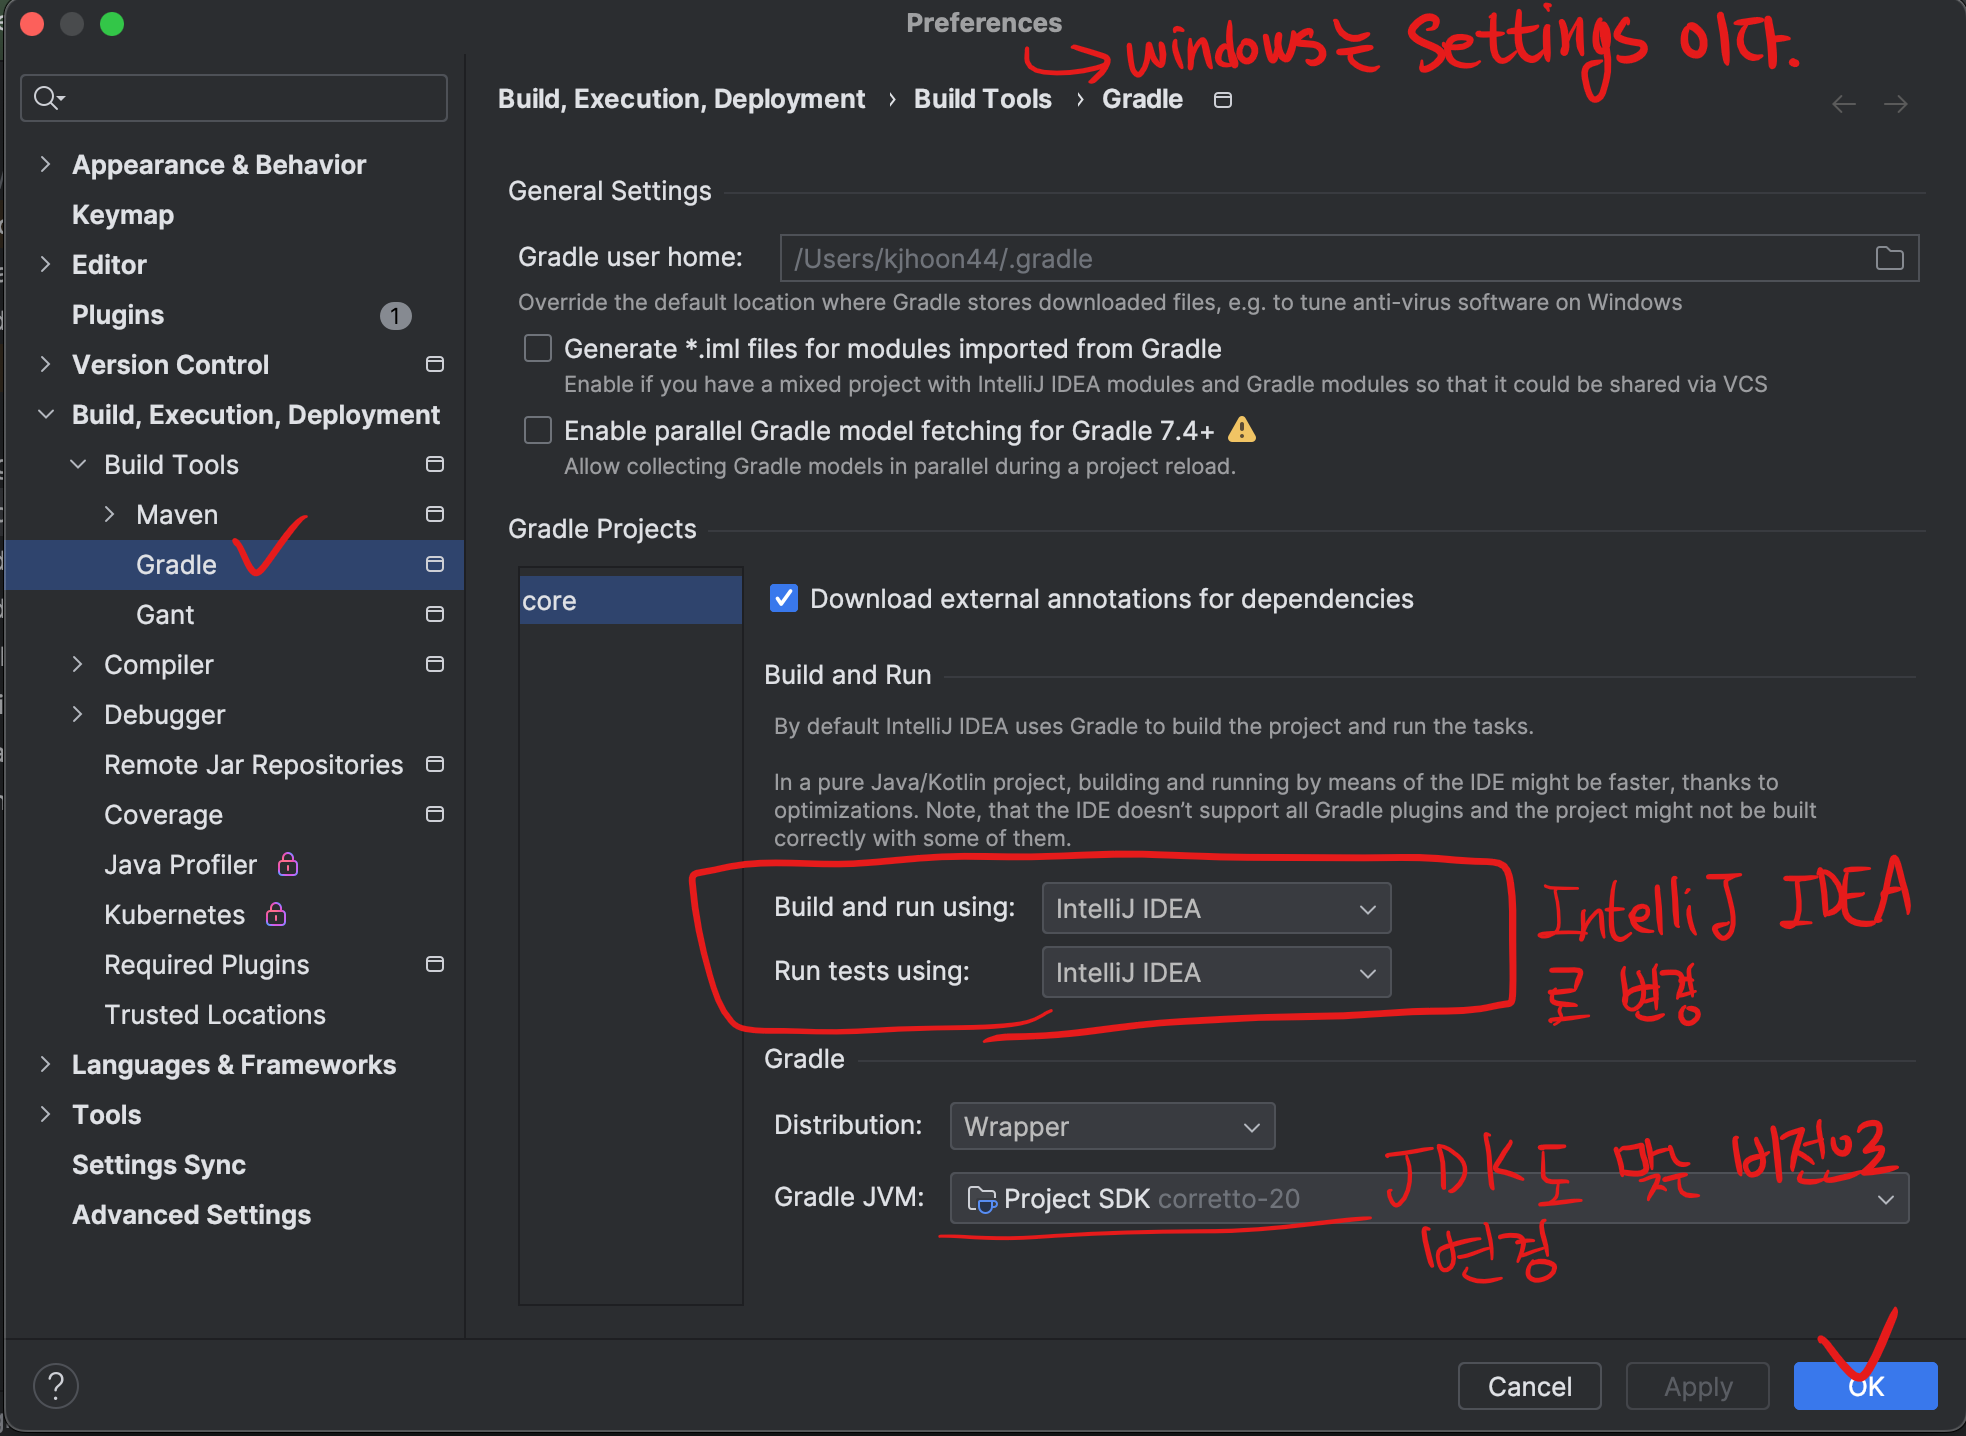 Preferences
windows는 Settings 이다.
Build, Execution, Deployment › Build Tools › Gradle
Appearance & Behavior
Keymap
Editor
Plugins 1
Version Control
Build, Execution, Deployment
Build Tools
Maven
Gradle
Gant
Compiler
Debugger
Remote Jar Repositories
Coverage
Java Profiler
Kubernetes
Required Plugins
Trusted Locations
Languages & Frameworks
Tools
Settings Sync
Advanced Settings
General Settings
Gradle user home: /Users/kjhoon44/.gradle
Override the default location where Gradle stores downloaded files, e.g. to tune anti-virus software on Windows
Generate *.iml files for modules imported from Gradle
Enable if you have a mixed project with IntelliJ IDEA modules and Gradle modules so that it could be shared via VCS
Enable parallel Gradle model fetching for Gradle 7.4+
Allow collecting Gradle models in parallel during a project reload.
Gradle Projects
core
Download external annotations for dependencies
Build and Run
By default IntelliJ IDEA uses Gradle to build the project and run the tasks.
In a pure Java/Kotlin project, building and running by means of the IDE might be faster, thanks to
optimizations. Note, that the IDE doesn't support all Gradle plugins and the project might not be built
correctly with some of them.
Build and run using: IntelliJ IDEA
Run tests using: IntelliJ IDEA
IntelliJ IDEA
로 변경
Gradle
Distribution: Wrapper
Gradle JVM: Project SDK corretto-20
JDK도 맞는 버전으로
변경
?
Cancel
Apply
OK